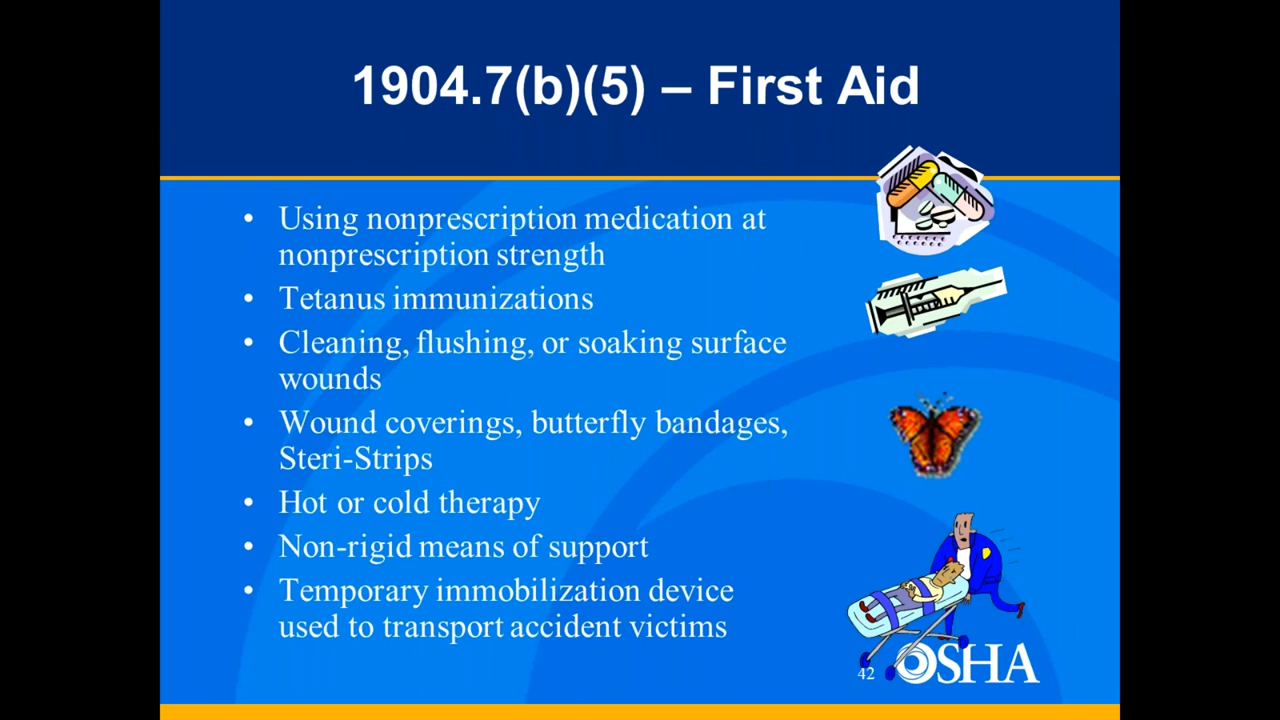 1904.7(b)(5) – First Aid
• Using nonprescription medication at
nonprescription strength
• Tetanus immunizations
• Cleaning, flushing, or soaking surface
wounds
• Wound coverings, butterfly bandages,
Steri-Strips
• Hot or cold therapy
• Non-rigid means of support
• Temporary immobilization device
used to transport accident victims
42
OSHA